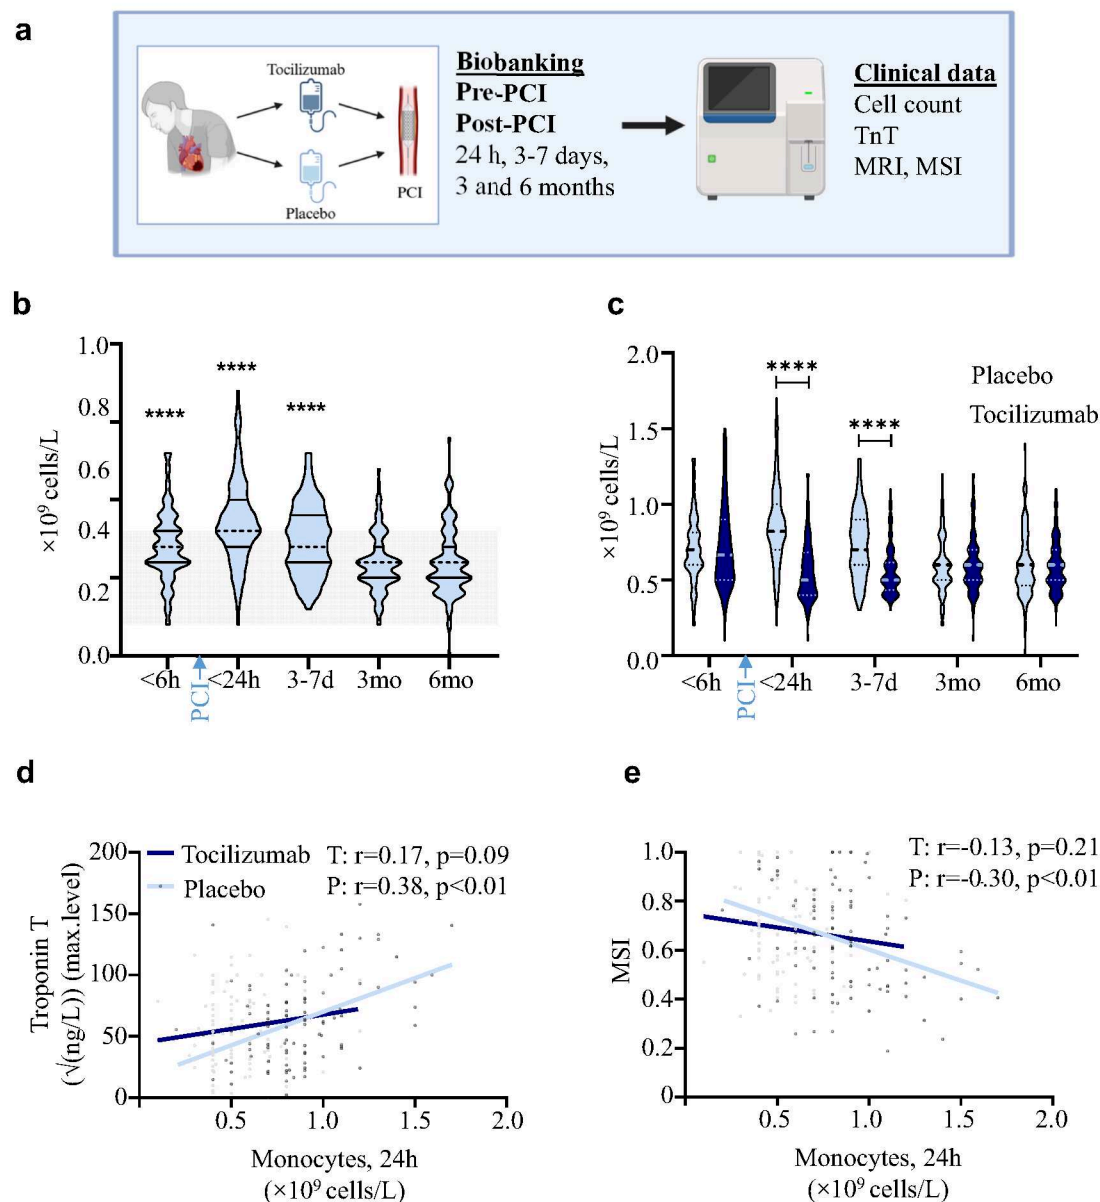 a
Tocilizumab
Placebo
PCI
Biobanking
Pre-PCI
Post-PCI
24 h, 3-7 days,
3 and 6 months
Clinical data
Cell count
TnT
MRI, MSI
b
×10⁹ cells/L
1.0
0.8
0.6
0.4
0.2
0.0
****
****
****
<6h
<24h
3-7d
3mo
6mo
PCI
c
×10⁹ cells/L
2.0
1.5
1.0
0.5
0.0
****
****
Placebo
Tocilizumab
<6h
<24h
3-7d
3mo
6mo
PCI
d
Troponin T
(√(ng/L)) (max.level)
200
150
100
50
0
Tocilizumab
Placebo
T: r=0.17, p=0.09
P: r=0.38, p<0.01
0.5
1.0
1.5
2.0
Monocytes, 24h
(×10⁹ cells/L)
e
MSI
1.0
0.8
0.6
0.4
0.2
0
T: r=-0.13, p=0.21
P: r=-0.30, p<0.01
0.5
1.0
1.5
2.0
Monocytes, 24h
(×10⁹ cells/L)